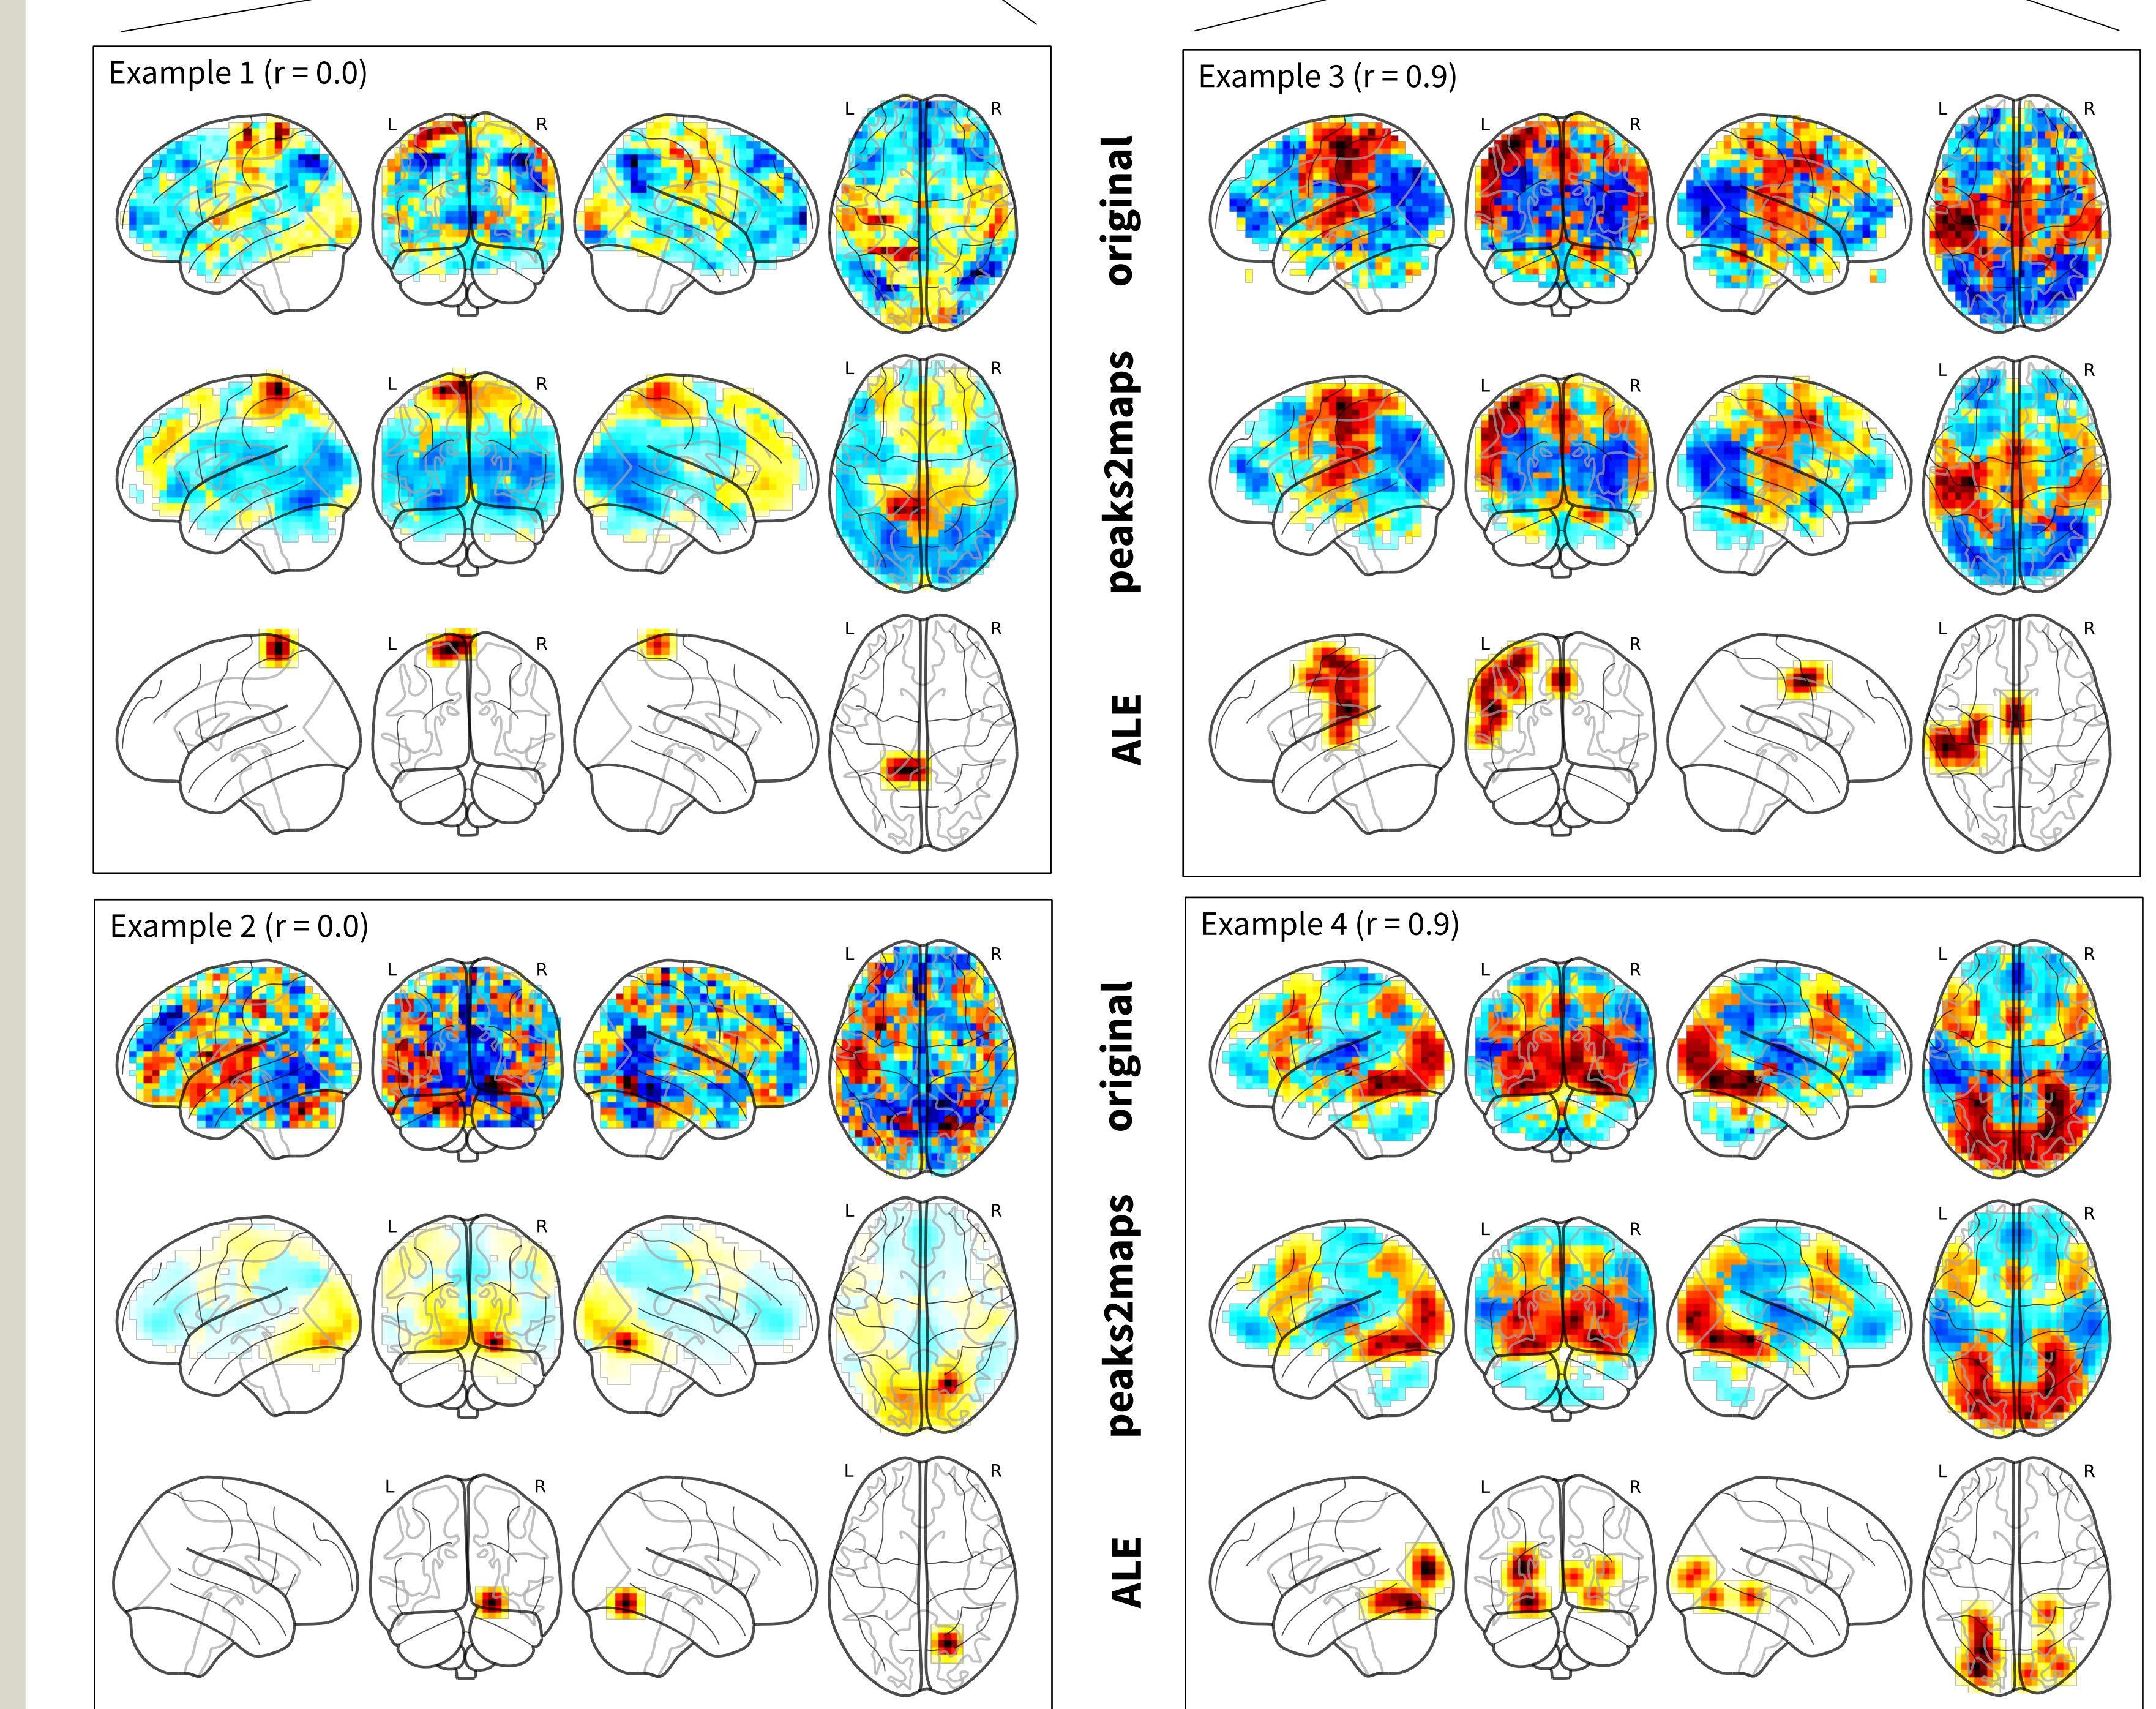 Example 1 (r = 0.0)
L R L R
L R L R
L R L R
Example 3 (r = 0.9)
L R L R
L R L R
L R L R
original
peaks2maps
ALE
Example 2 (r = 0.0)
L R L R
L R L R
L R L R
Example 4 (r = 0.9)
L R L R
L R L R
L R L R
original
peaks2maps
ALE